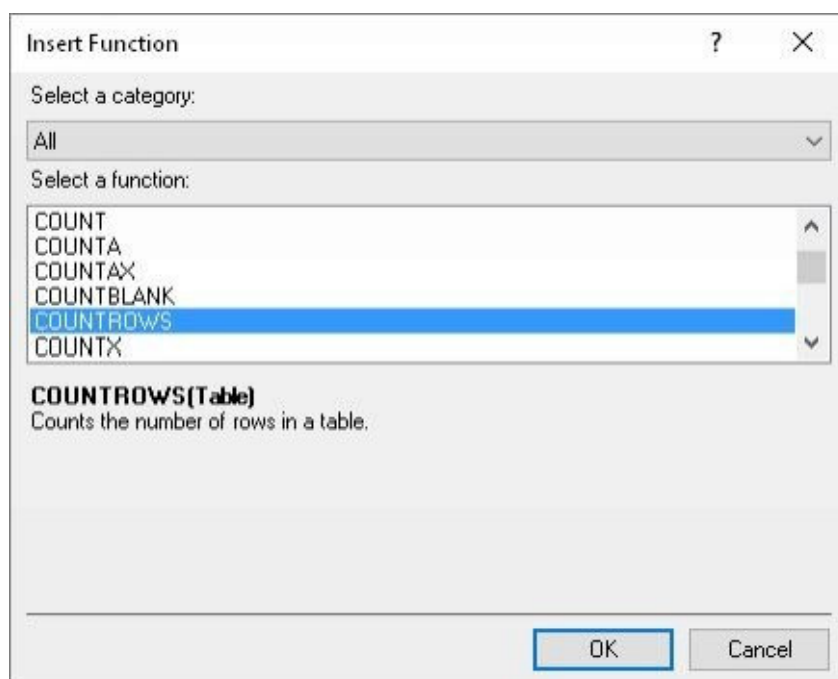 Insert Function
?
Select a category:
All
Select a function:
COUNT
COUNTA
COUNTAX
COUNTBLANK
COUNTROWS
COUNTX
COUNTROWS(Table)
Counts the number of rows in a table.
OK
Cancel